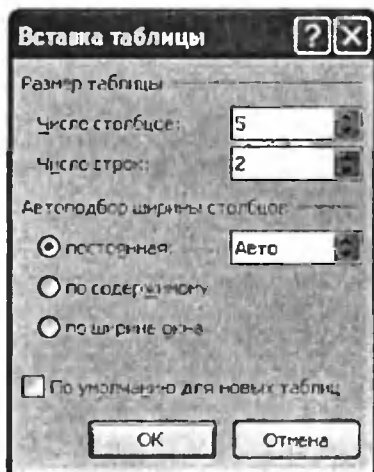 Вставка таблицы
Размер таблицы
Число столбцов: 5
Число строк: 2
Автоподбор ширины столбцов
постоянная: Авто
по содержимому
по ширине окна
По умолчанию для новых таблиц
ОК Отмена